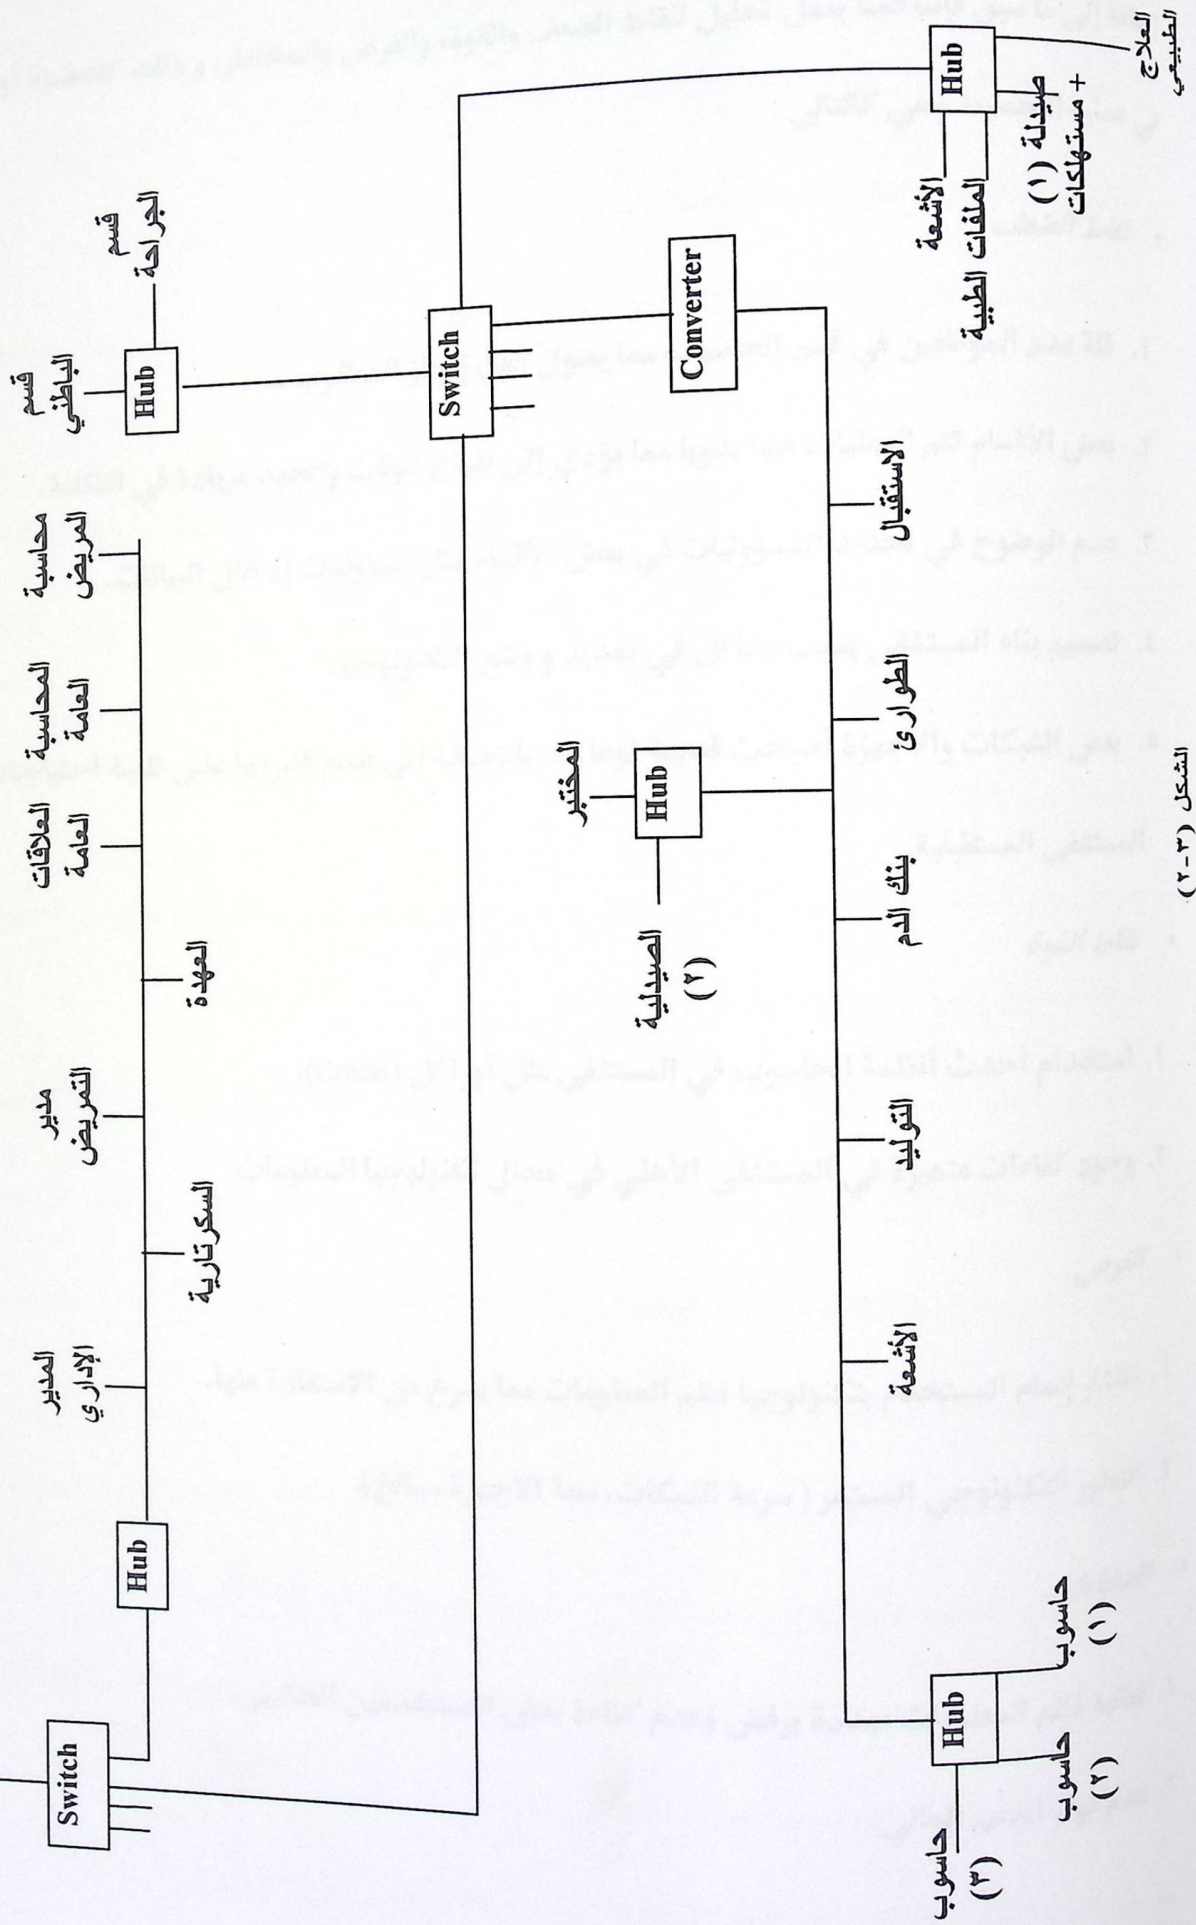 Switch
Hub
المدير
الإداري
السكرتارية
مدير
التمريض
العهدة
العلاقات
العامة
المحاسبة
العامة
محاسبة
المريض
قسم
الباطني
Hub
قسم
الجراحة
Switch
Converter
المختبر
Hub
الصيدلية
(٢)
الاستقبال
الطوارئ
بنك الدم
التوليد
الأشعة
Hub
حاسوب
(١)
حاسوب
(٢)
حاسوب
(٣)
Hub
الأشعة
الملفات الطبية
صيدلة (١)
+ مستهلكات
العلاج
الطبيعي
الشكل (٣-٢)